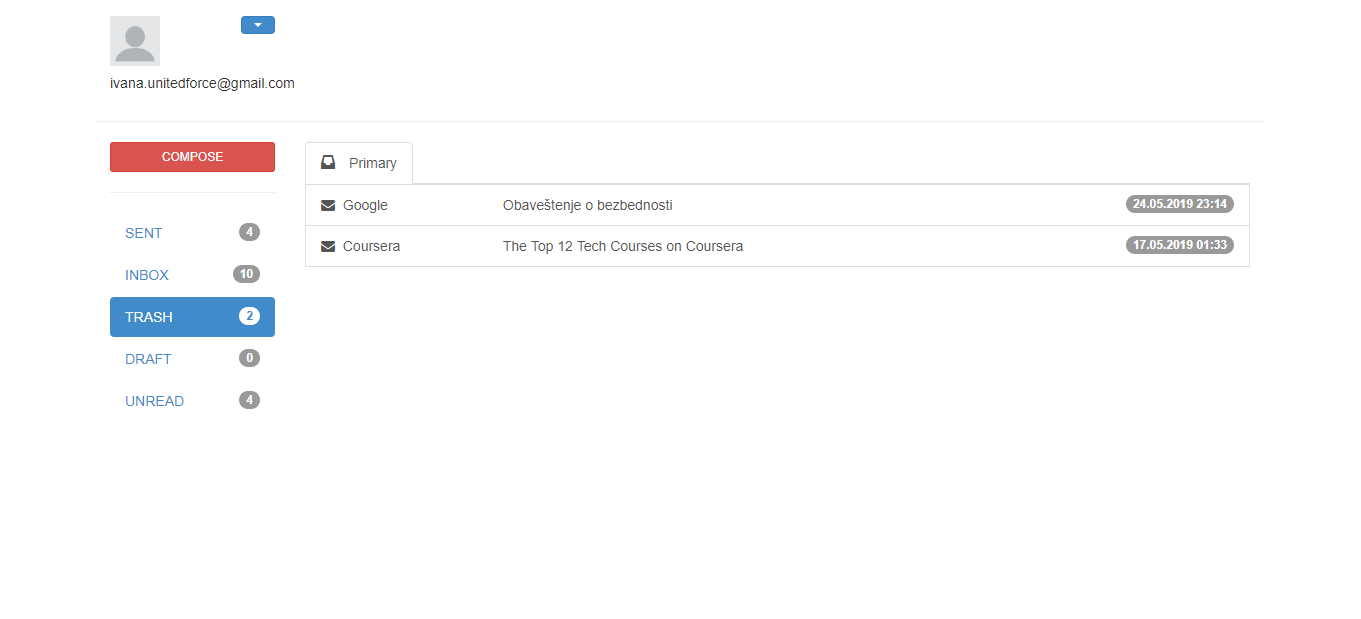 ivana.unitedforce@gmail.com
COMPOSE
SENT 4
INBOX 10
TRASH 2
DRAFT 0
UNREAD 4
Primary
Google Obaveštenje o bezbednosti 24.05.2019 23:14
Coursera The Top 12 Tech Courses on Coursera 17.05.2019 01:33